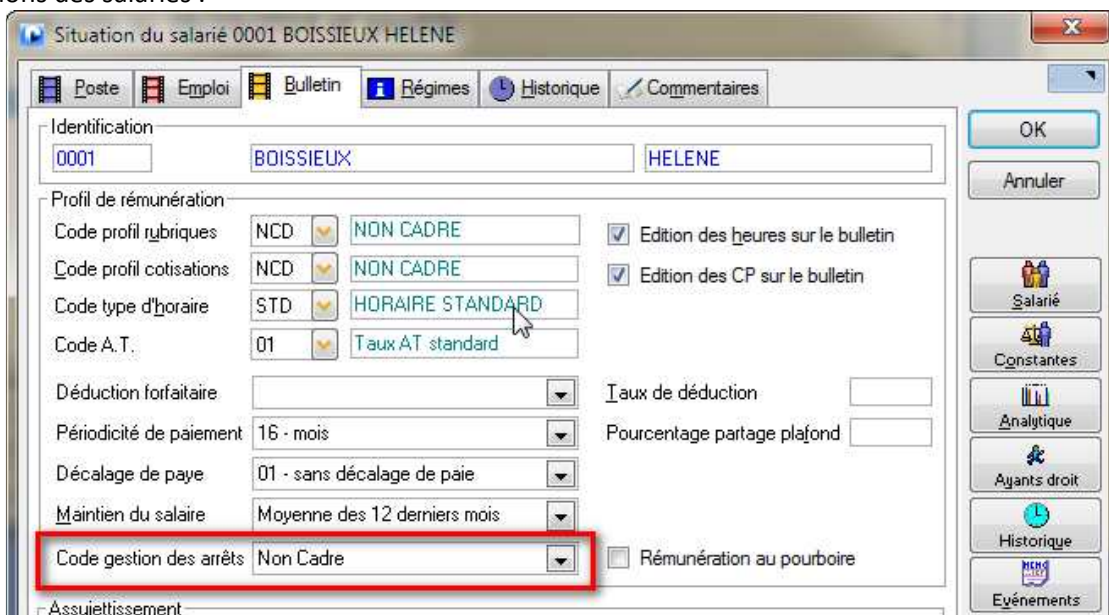 Situation du salarié 0001 BOISSIEUX HELENE
Poste Emploi Bulletin Régimes Historique Commentaires
Identification
0001 BOISSIEUX HELENE
OK
Annuler
Profil de rémunération
Code profil rubriques NCD NON CADRE Edition des heures sur le bulletin
Code profil cotisations NCD NON CADRE Edition des CP sur le bulletin
Code type d'horaire STD HORAIRE STANDARD
Code A.T. 01 Taux AT standard
Déduction forfaitaire Taux de déduction
Périodicité de paiement 16 - mois Pourcentage partage plafond
Décalage de paye 01 - sans décalage de paie
Maintien du salaire Moyenne des 12 derniers mois
Code gestion des arrêts Non Cadre Rémunération au pourboire
Assujettissement
Salarié
Constantes
Analytique
Ayants droit
Historique
Evénements